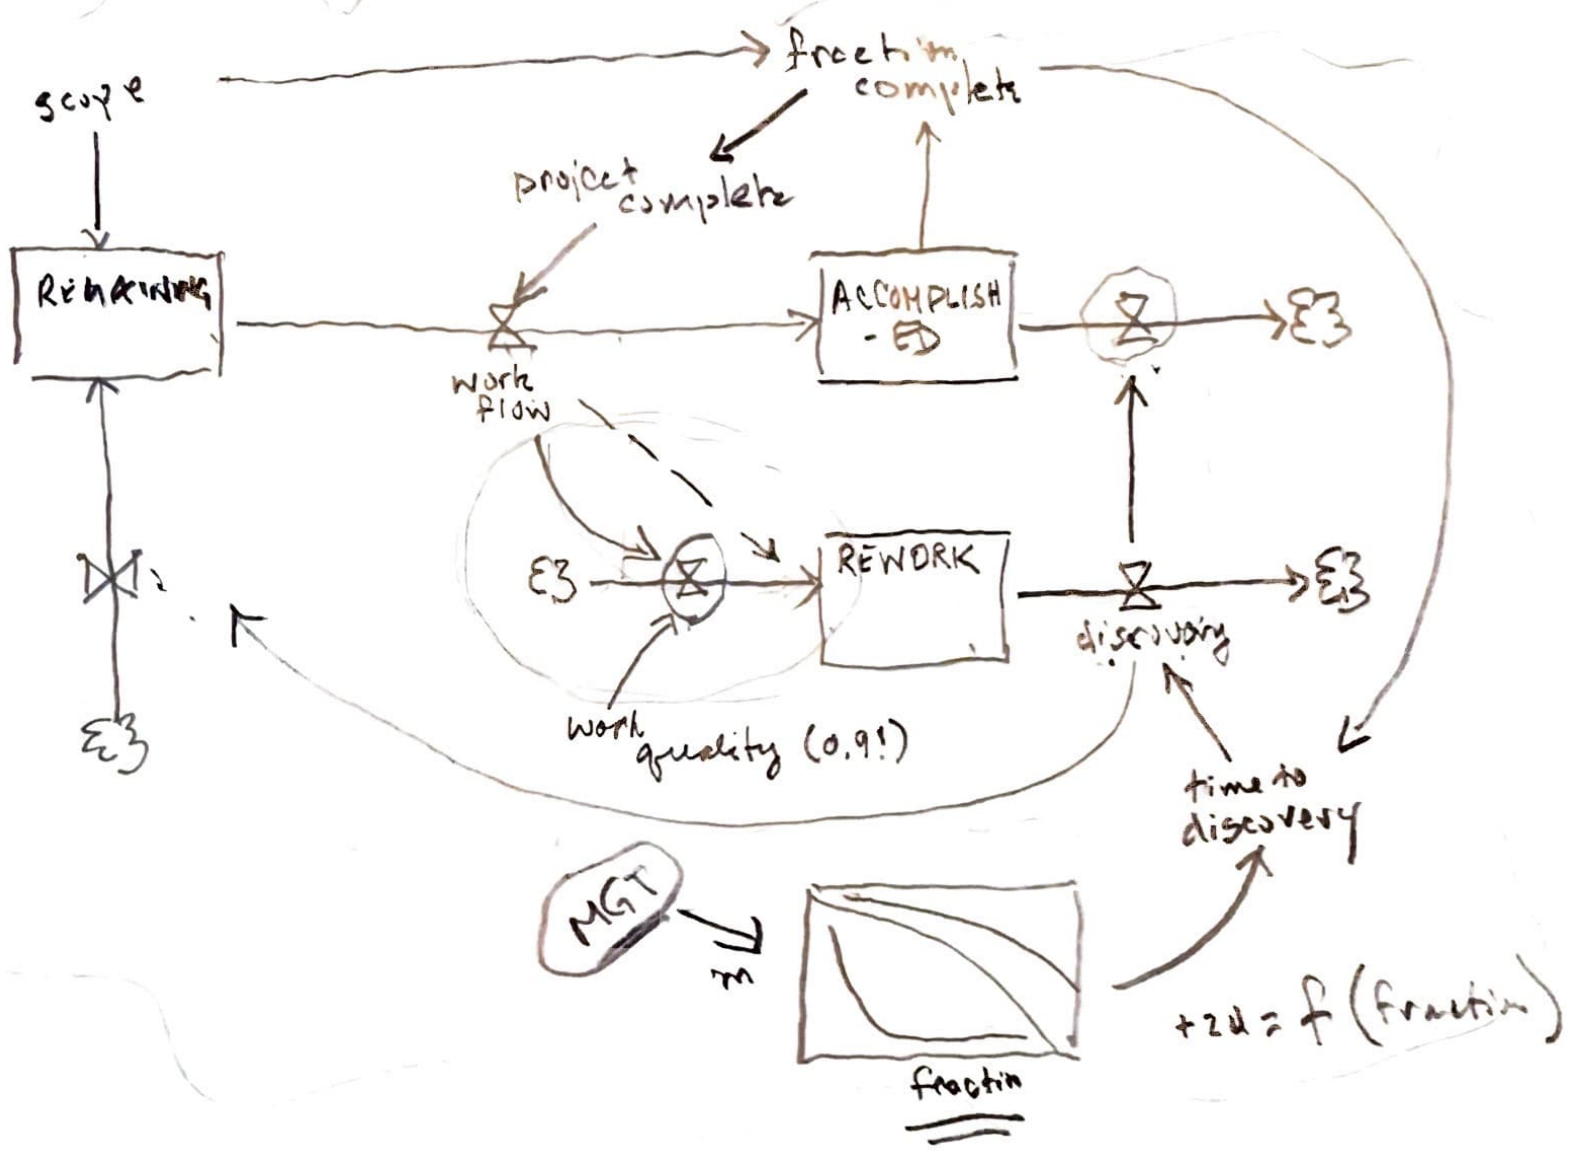 scope
fraction
complete
project
complete
REMAINING
ACCOMPLISH
-ED
work
flow
REWORK
discovery
work
quality (0.9!)
time to
discovery
MGT
m
t2d = f (fraction)
fractin